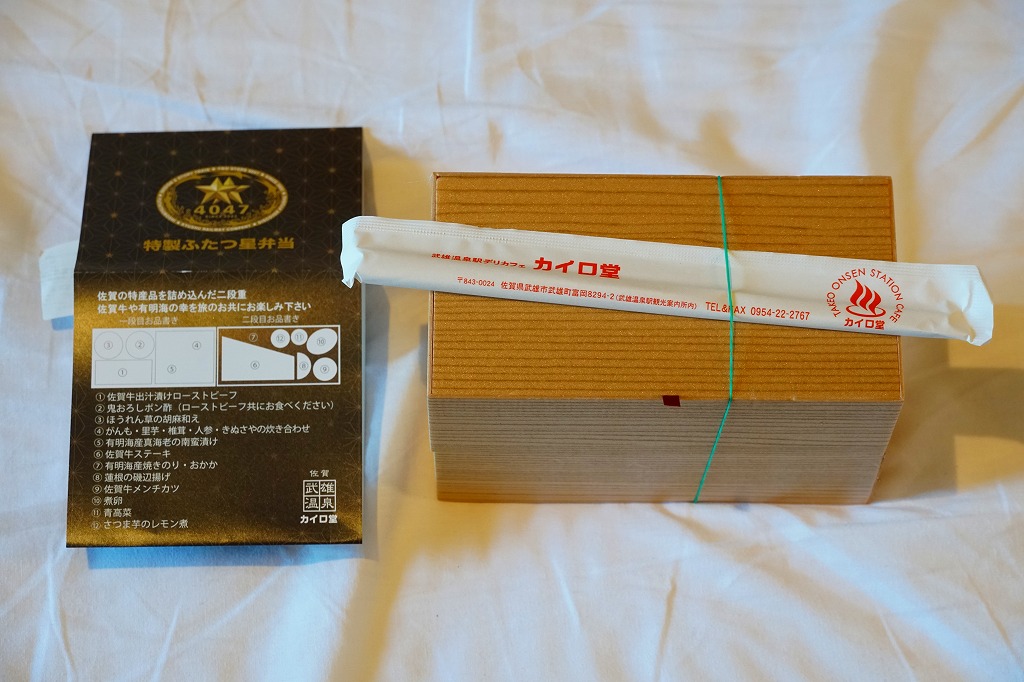 4047
特製ふたつ星弁当
佐賀の特産品を詰め込んだ二段重
佐賀牛や有明海の幸を旅のお共にお楽しみ下さい
一段目お品書き
二段目お品書き
③ ② ④
① ⑤
⑦ ⑫ ⑪ ⑩
⑥ ⑧ ⑨
① 佐賀牛出汁漬けローストビーフ
② 鬼おろしポン酢（ローストビーフ共にお食べください）
③ ほうれん草の胡麻和え
④ がんも・里芋・椎茸・人参・きぬさやの炊き合わせ
⑤ 有明海産真海老の南蛮漬け
⑥ 佐賀牛ステーキ
⑦ 有明海産焼きのり・おかか
⑧ 蓮根の磯辺揚げ
⑨ 佐賀牛メンチカツ
⑩ 煮卵
⑪ 青高菜
⑫ さつま芋のレモン煮
佐賀
武雄
温泉
カイロ堂
武雄温泉駅デリカフェ カイロ堂
〒843-0024 佐賀県武雄市武雄町富岡8294-2（武雄温泉駅観光案内所内） TEL&FAX 0954-22-2767
TAKEO ONSEN STATION CAFE
カイロ堂